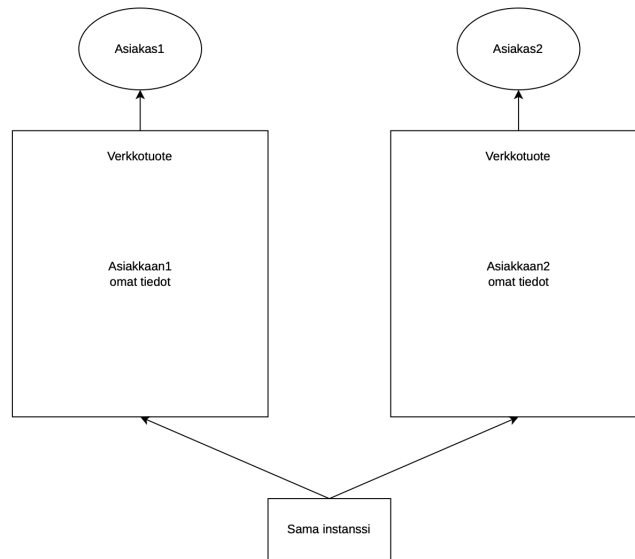 Asiakas1
Asiakas2
Verkkotuote
Verkkotuote
Asiakkaan1
omat tiedot
Asiakkaan2
omat tiedot
Sama instanssi